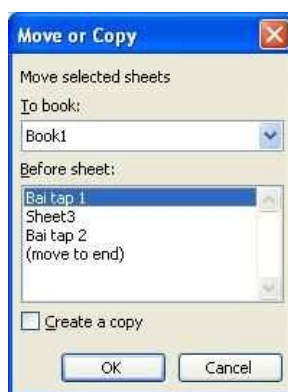 Move or Copy
Move selected sheets
To book:
Book1
Before sheet:
Bai tap 1
Sheet3
Bai tap 2
(move to end)
Create a copy
OK Cancel